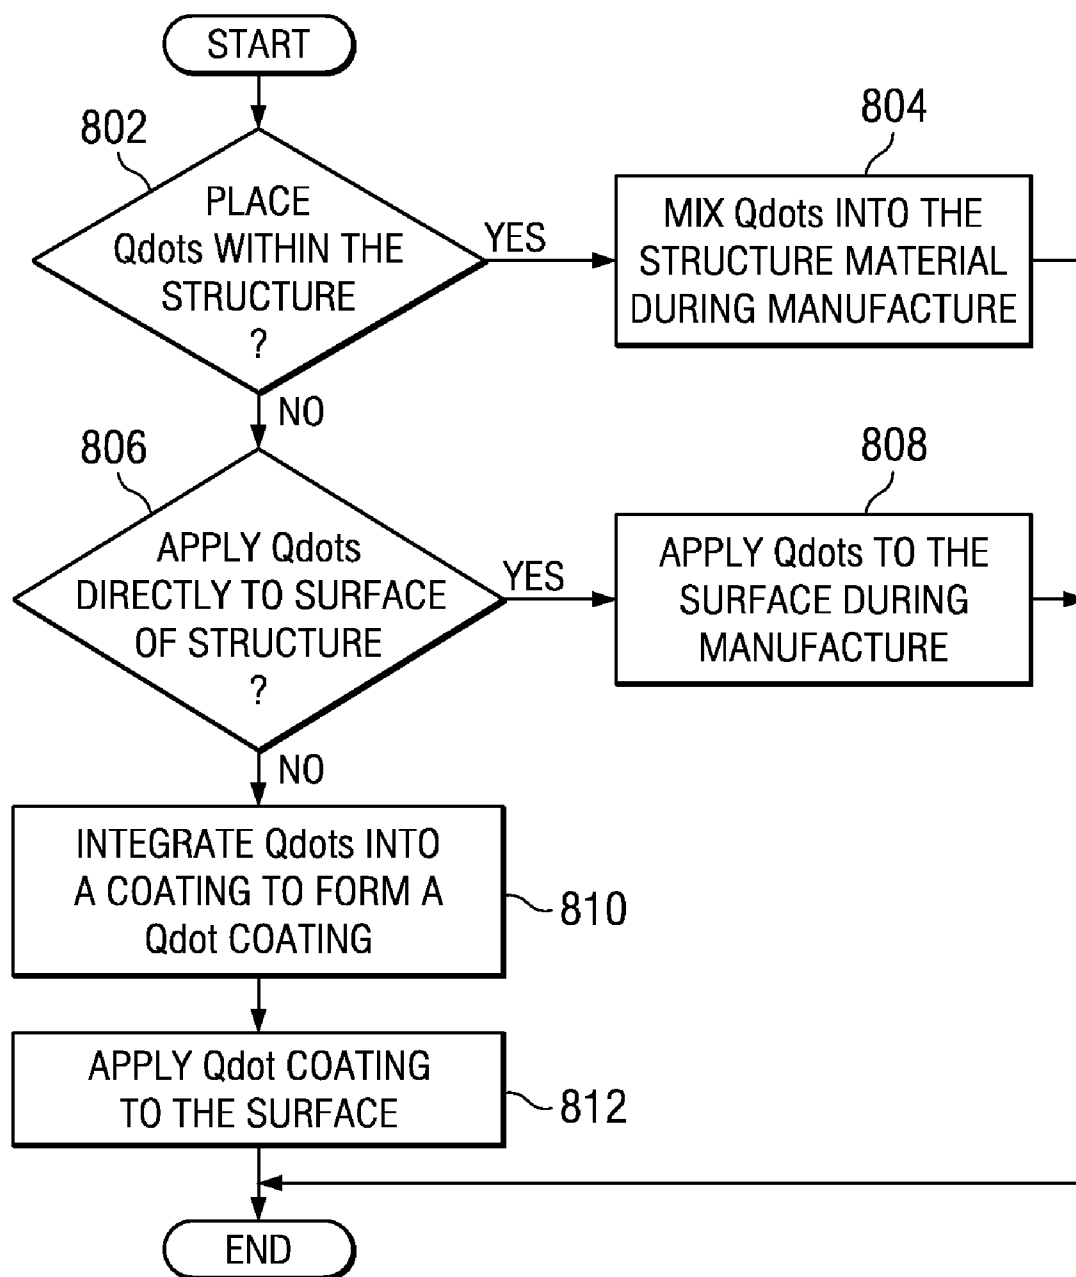 START
802
PLACE
Qdots WITHIN THE
STRUCTURE
?
YES
804
MIX Qdots INTO THE
STRUCTURE MATERIAL
DURING MANUFACTURE
NO
806
APPLY Qdots
DIRECTLY TO SURFACE
OF STRUCTURE
?
YES
808
APPLY Qdots TO THE
SURFACE DURING
MANUFACTURE
NO
INTEGRATE Qdots INTO
A COATING TO FORM A
Qdot COATING
810
APPLY Qdot COATING
TO THE SURFACE
812
END